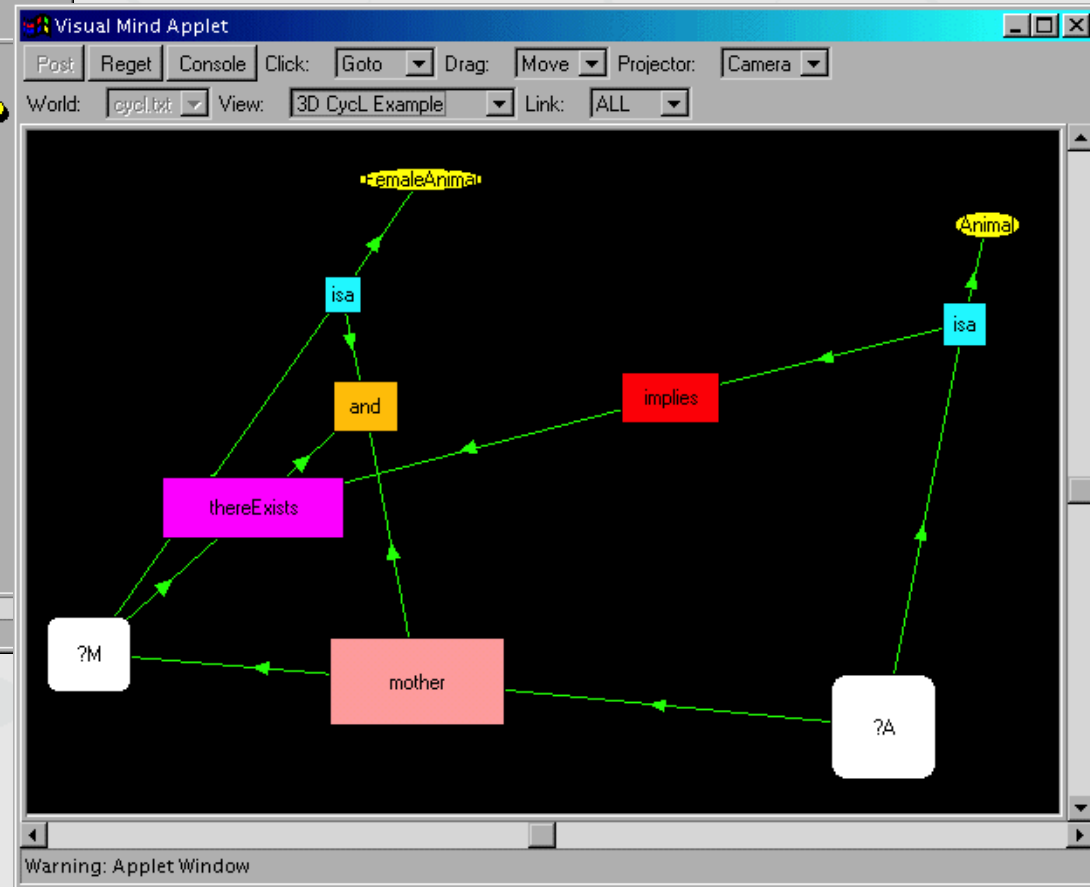 Visual Mind Applet
Post Reget Console Click: Goto Drag: Move Projector: Camera
World: cycl.txt View: 3D CycL Example Link: ALL
FemaleAnimal
Animal
isa
isa
implies
and
thereExists
?M
mother
?A
Warning: Applet Window